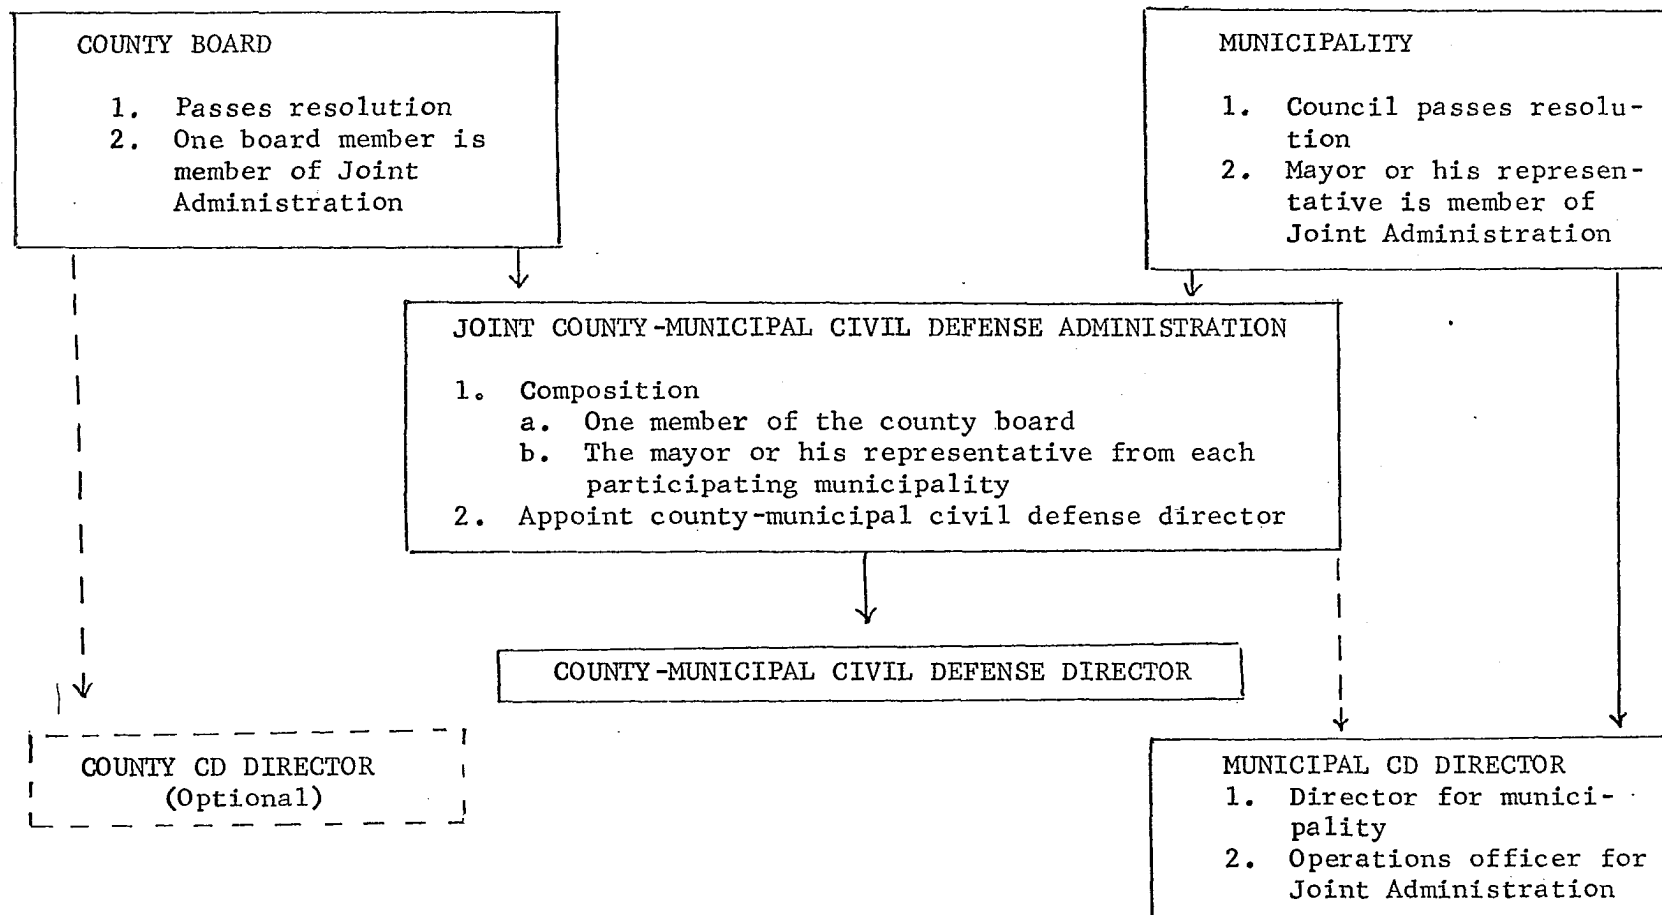 COUNTY BOARD
1. Passes resolution
2. One board member is
member of Joint
Administration
MUNICIPALITY
1. Council passes resolu-
tion
2. Mayor or his represen-
tative is member of
Joint Administration
JOINT COUNTY-MUNICIPAL CIVIL DEFENSE ADMINISTRATION
1. Composition
a. One member of the county board
b. The mayor or his representative from each
participating municipality
2. Appoint county-municipal civil defense director
COUNTY-MUNICIPAL CIVIL DEFENSE DIRECTOR
COUNTY CD DIRECTOR
(Optional)
MUNICIPAL CD DIRECTOR
1. Director for munici-
pality
2. Operations officer for
Joint Administration